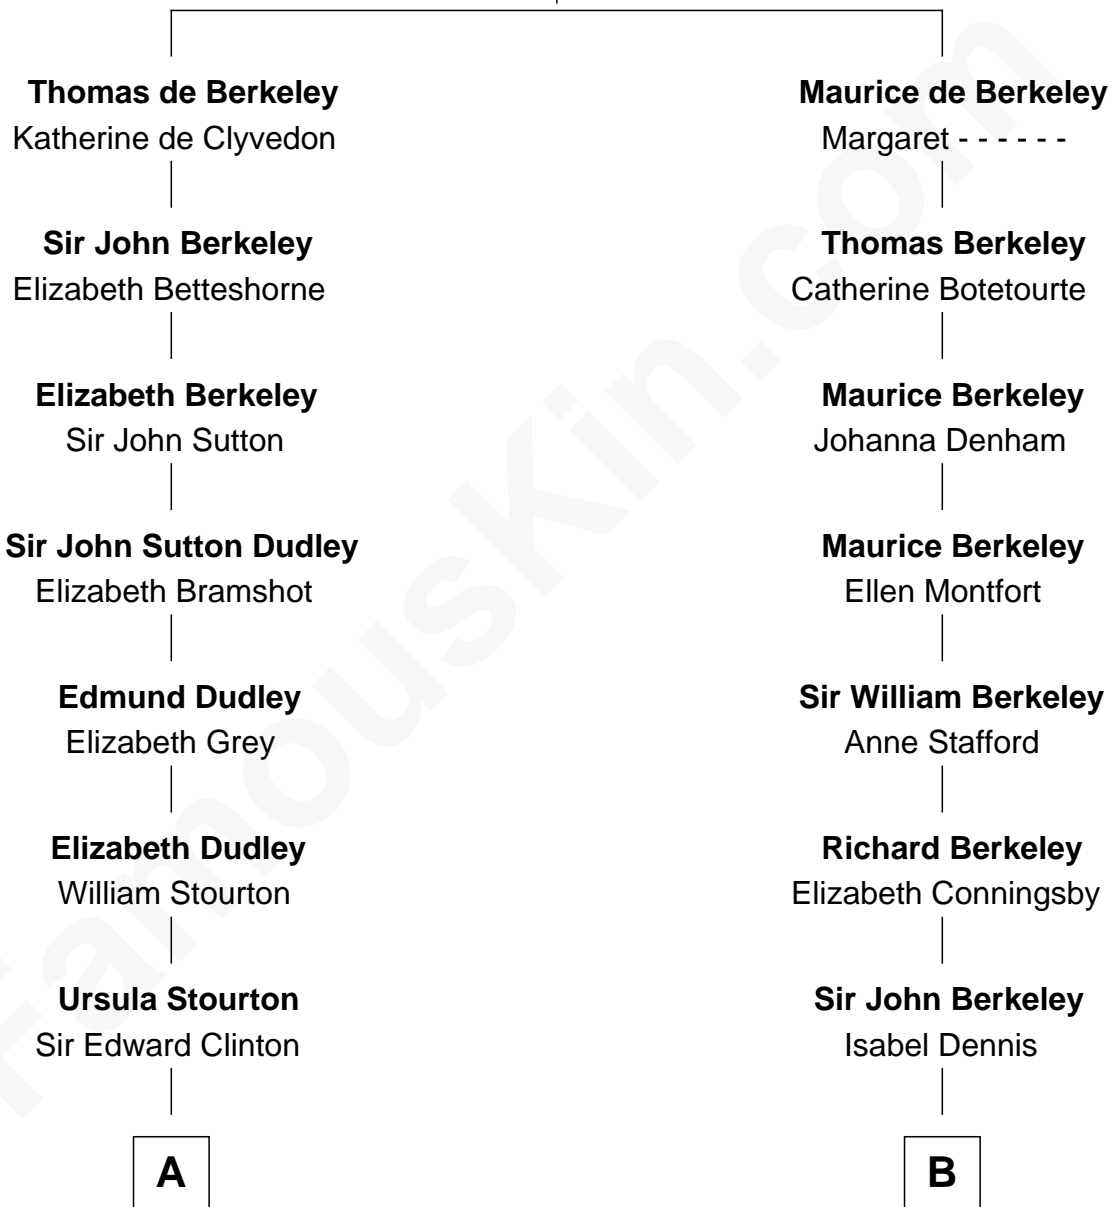 Thomas de Berkeley
Katherine de Clyvedon
Sir John Berkeley
Elizabeth Betteshorne
Elizabeth Berkeley
Sir John Sutton
Sir John Sutton Dudley
Elizabeth Bramshot
Edmund Dudley
Elizabeth Grey
Elizabeth Dudley
William Stourton
Ursula Stourton
Sir Edward Clinton
A
Maurice de Berkeley
Margaret - - - - - -
Thomas Berkeley
Catherine Botetourte
Maurice Berkeley
Johanna Denham
Maurice Berkeley
Ellen Montfort
Sir William Berkeley
Anne Stafford
Richard Berkeley
Elizabeth Conningsby
Sir John Berkeley
Isabel Dennis
B
FamousKin.com